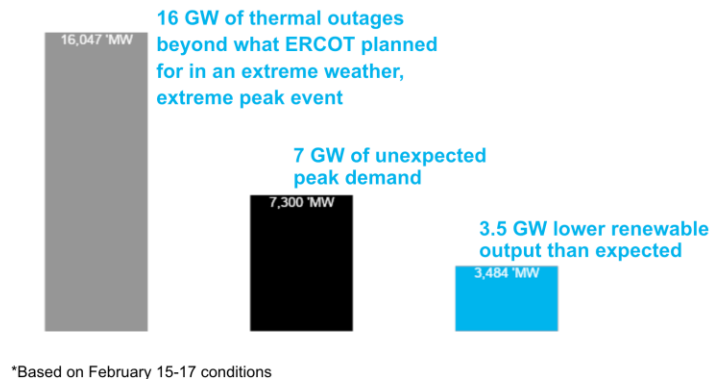 16 GW of thermal outages
beyond what ERCOT planned
for in an extreme weather,
extreme peak event
16,047 'MW
7 GW of unexpected
peak demand
7,300 'MW
3.5 GW lower renewable
output than expected
3,484 'MW
*Based on February 15-17 conditions